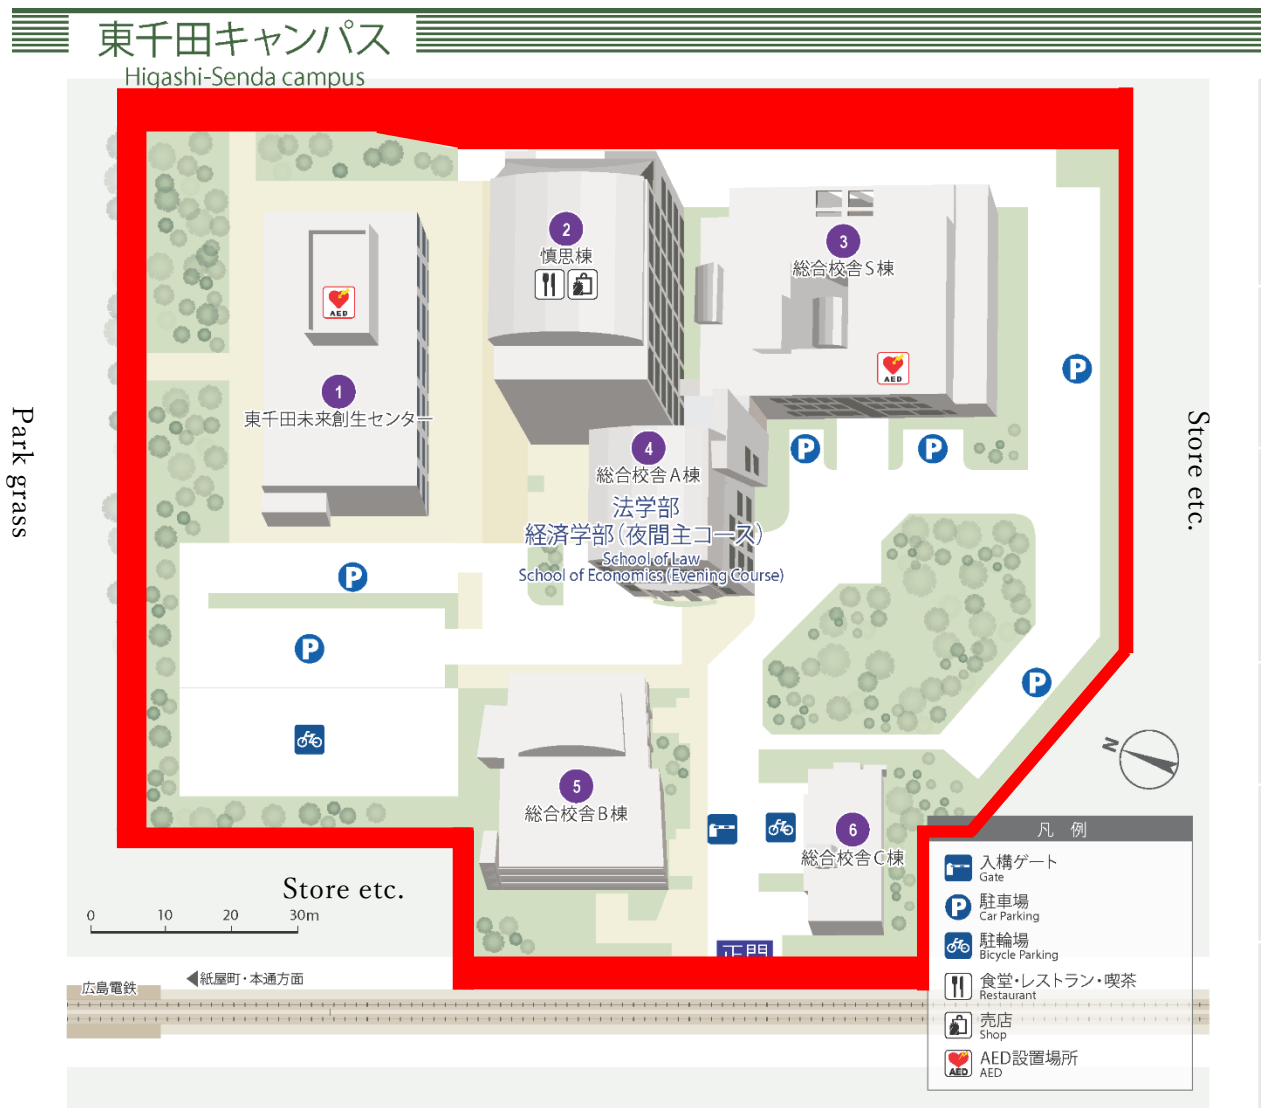 東千田キャンパス
Higashi-Senda campus
2
慎思棟
3
総合校舎S棟
AED
AED
1
東千田未来創生センター
P
P
P
4
総合校舎A棟
法学部
経済学部(夜間主コース)
School of Law
School of Economics (Evening Course)
Park grass
Store etc.
P
P
P
N
5
総合校舎B棟
6
総合校舎C棟
Store etc.
0 10 20 30m
正門
広島電鉄
◀紙屋町・本通方面
凡 例
入構ゲート
Gate
P 駐車場
Car Parking
駐輪場
Bicycle Parking
食堂・レストラン・喫茶
Restaurant
売店
Shop
AED設置場所
AED AED